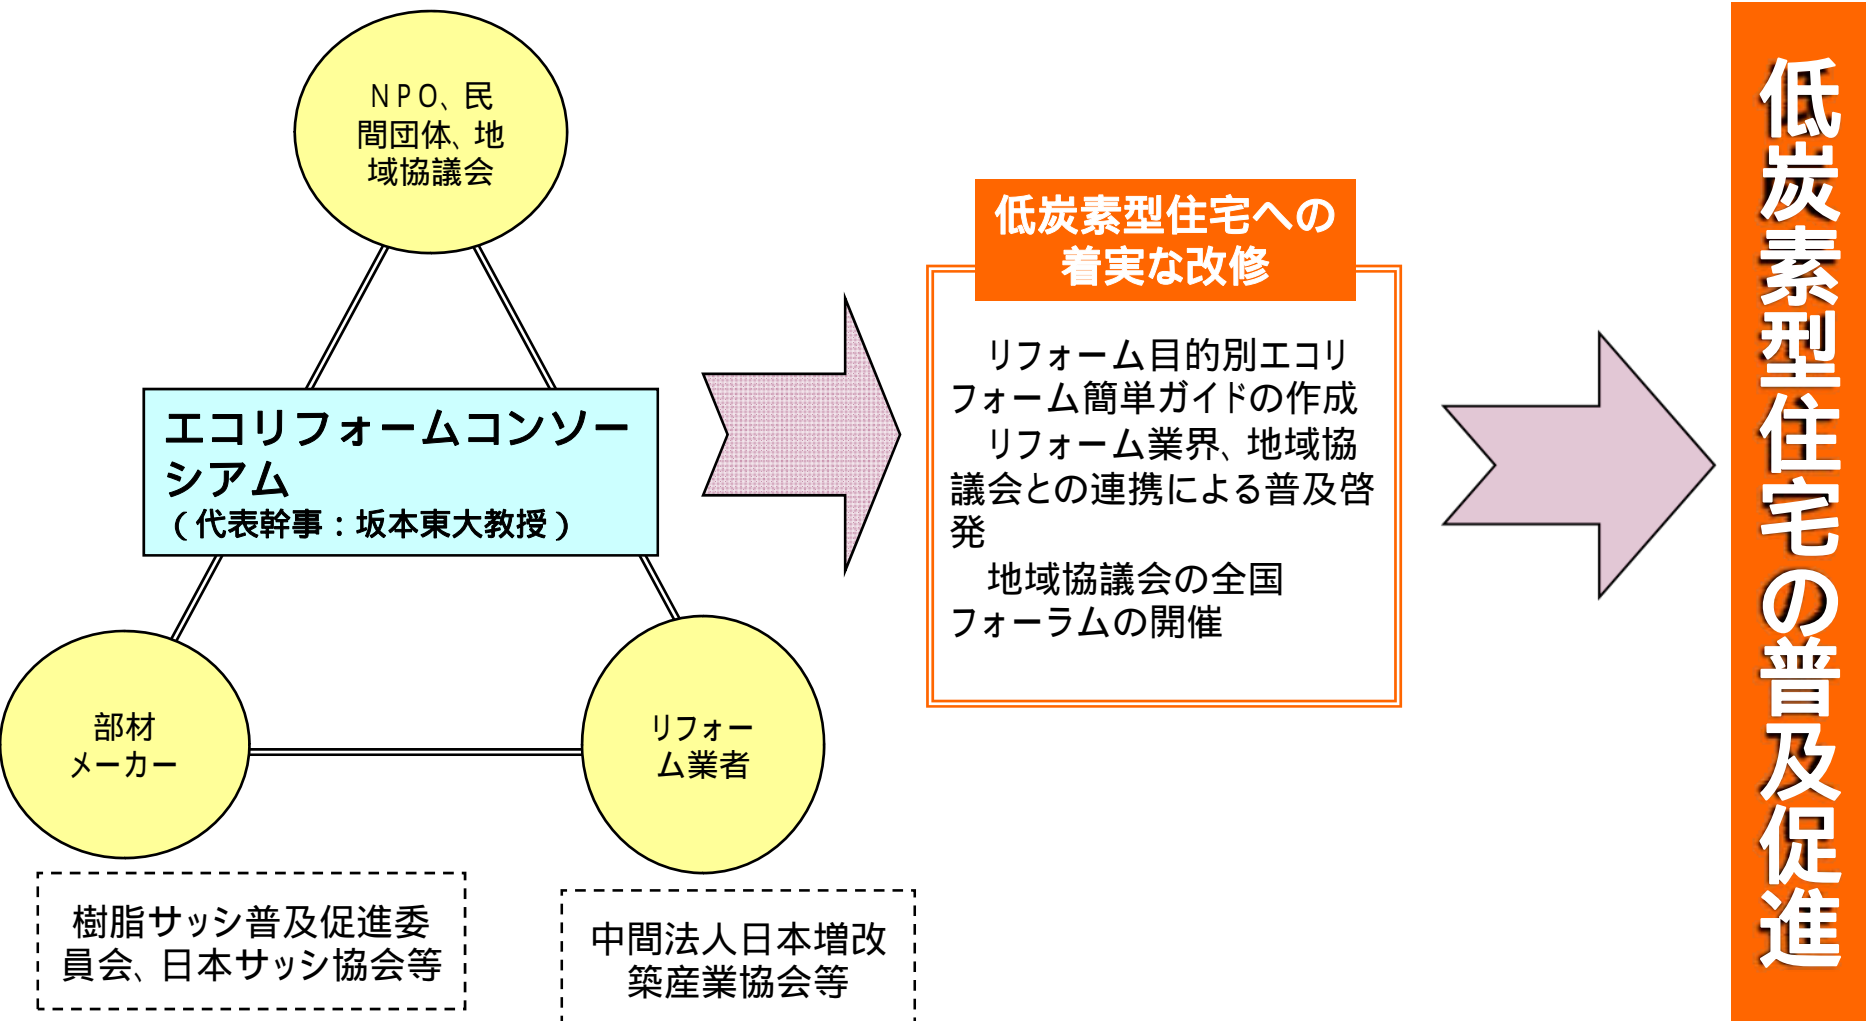 NPO、民
間団体、地
域協議会
エコリフォームコンソー
シアム
（代表幹事：坂本東大教授）
部材
メーカー
リフォー
ム業者
樹脂サッシ普及促進委
員会、日本サッシ協会等
中間法人日本増改
築産業協会等
低炭素型住宅への
着実な改修
リフォーム目的別エコリ
フォーム簡単ガイドの作成
リフォーム業界、地域協
議会との連携による普及啓
発
地域協議会の全国
フォーラムの開催
低炭素型住宅の普及促進